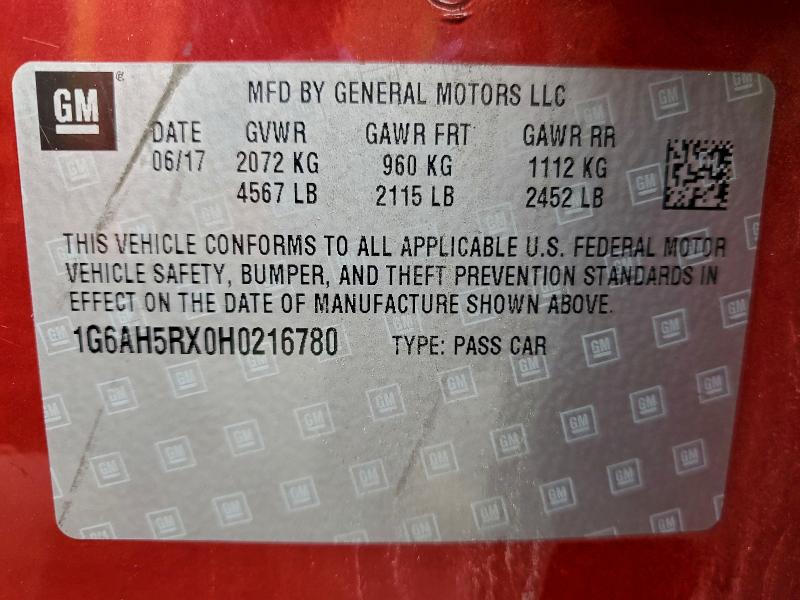 GM
MFD BY GENERAL MOTORS LLC
DATE GVWR GAWR FRT GAWR RR
06/17 2072 KG 960 KG 1112 KG
4567 LB 2115 LB 2452 LB
THIS VEHICLE CONFORMS TO ALL APPLICABLE U.S. FEDERAL MOTOR
VEHICLE SAFETY, BUMPER, AND THEFT PREVENTION STANDARDS IN
EFFECT ON THE DATE OF MANUFACTURE SHOWN ABOVE.
1G6AH5RX0H0216780 TYPE: PASS CAR